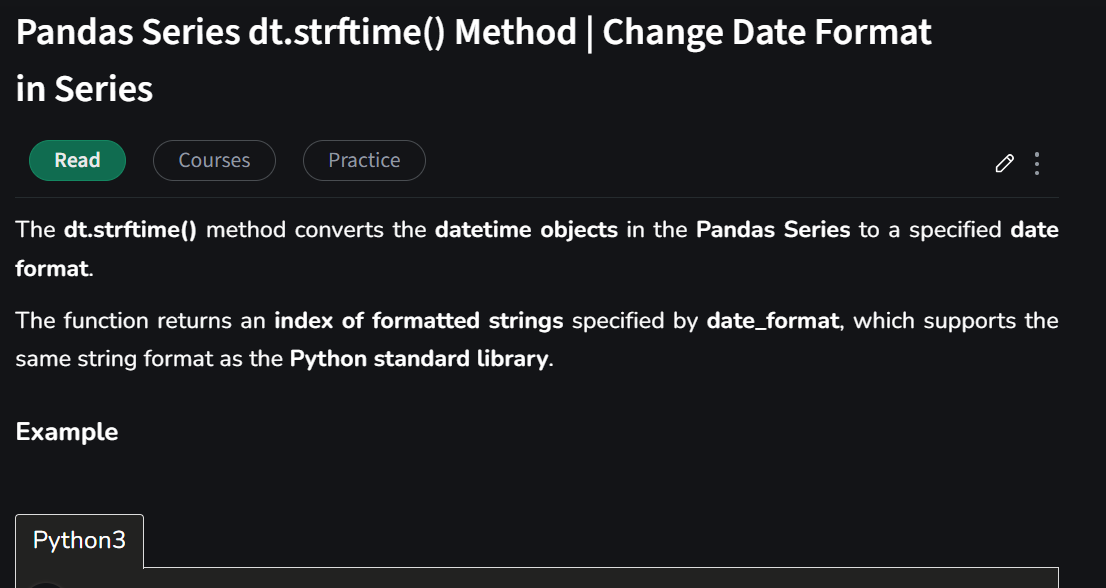 Pandas Series dt.strftime() Method | Change Date Format
in Series
Read Courses Practice
The dt.strftime() method converts the datetime objects in the Pandas Series to a specified date
format.
The function returns an index of formatted strings specified by date_format, which supports the
same string format as the Python standard library.
Example
Python3